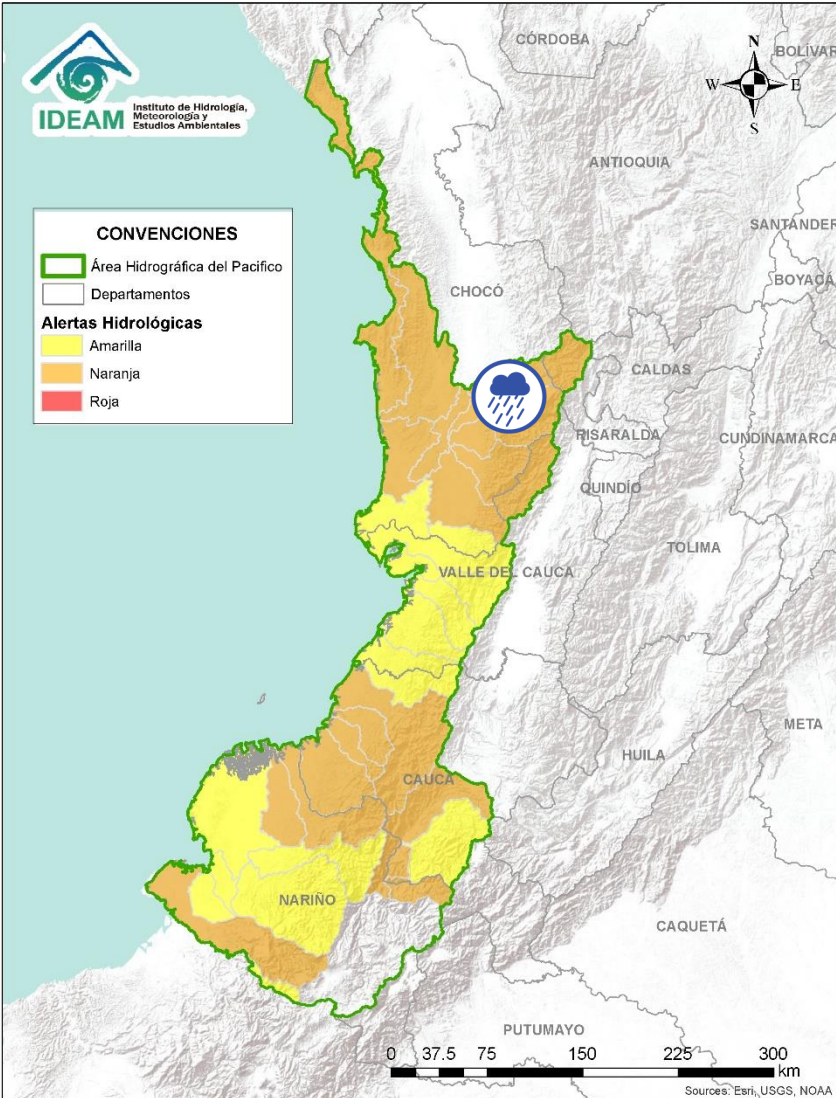 IDEAM
Instituto de Hidrología,
Meteorología y
Estudios Ambientales
CÓRDOBA
BOLÍVAR
N
W
E
S
ANTIOQUIA
SANTANDER
BOYACÁ
CONVENCIONES
Área Hidrográfica del Pacifico
Departamentos
Alertas Hidrológicas
Amarilla
Naranja
Roja
CHOCÓ
CALDAS
RISARALDA
CUNDINAMARCA
QUINDÍO
TOLIMA
VALLE DEL CAUCA
META
HUILA
CAUCA
NARIÑO
CAQUETÁ
PUTUMAYO
0 37.5 75 150 225 300
km
Sources: Esri, USGS, NOAA